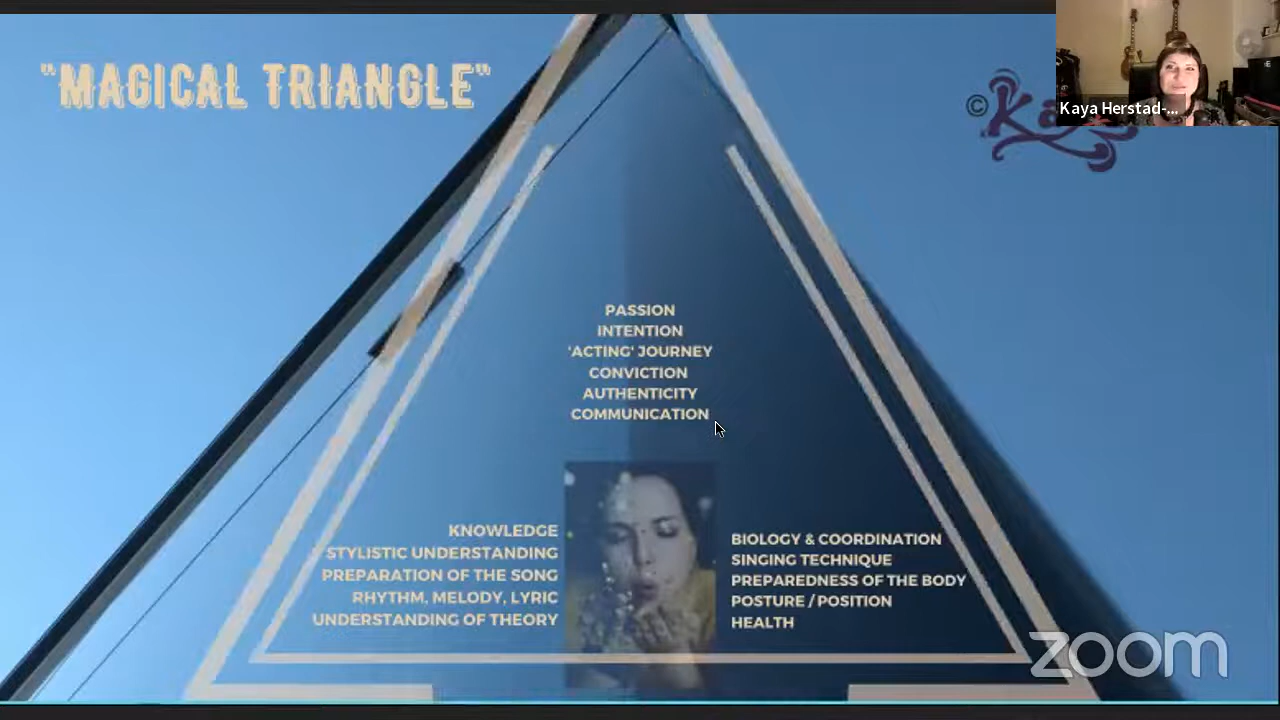 "MAGICAL TRIANGLE"
©
Kaya Herstad-...
PASSION
INTENTION
'ACTING' JOURNEY
CONVICTION
AUTHENTICITY
COMMUNICATION
KNOWLEDGE
STYLISTIC UNDERSTANDING
PREPARATION OF THE SONG
RHYTHM, MELODY, LYRIC
UNDERSTANDING OF THEORY
BIOLOGY & COORDINATION
SINGING TECHNIQUE
PREPAREDNESS OF THE BODY
POSTURE / POSITION
HEALTH
zoom